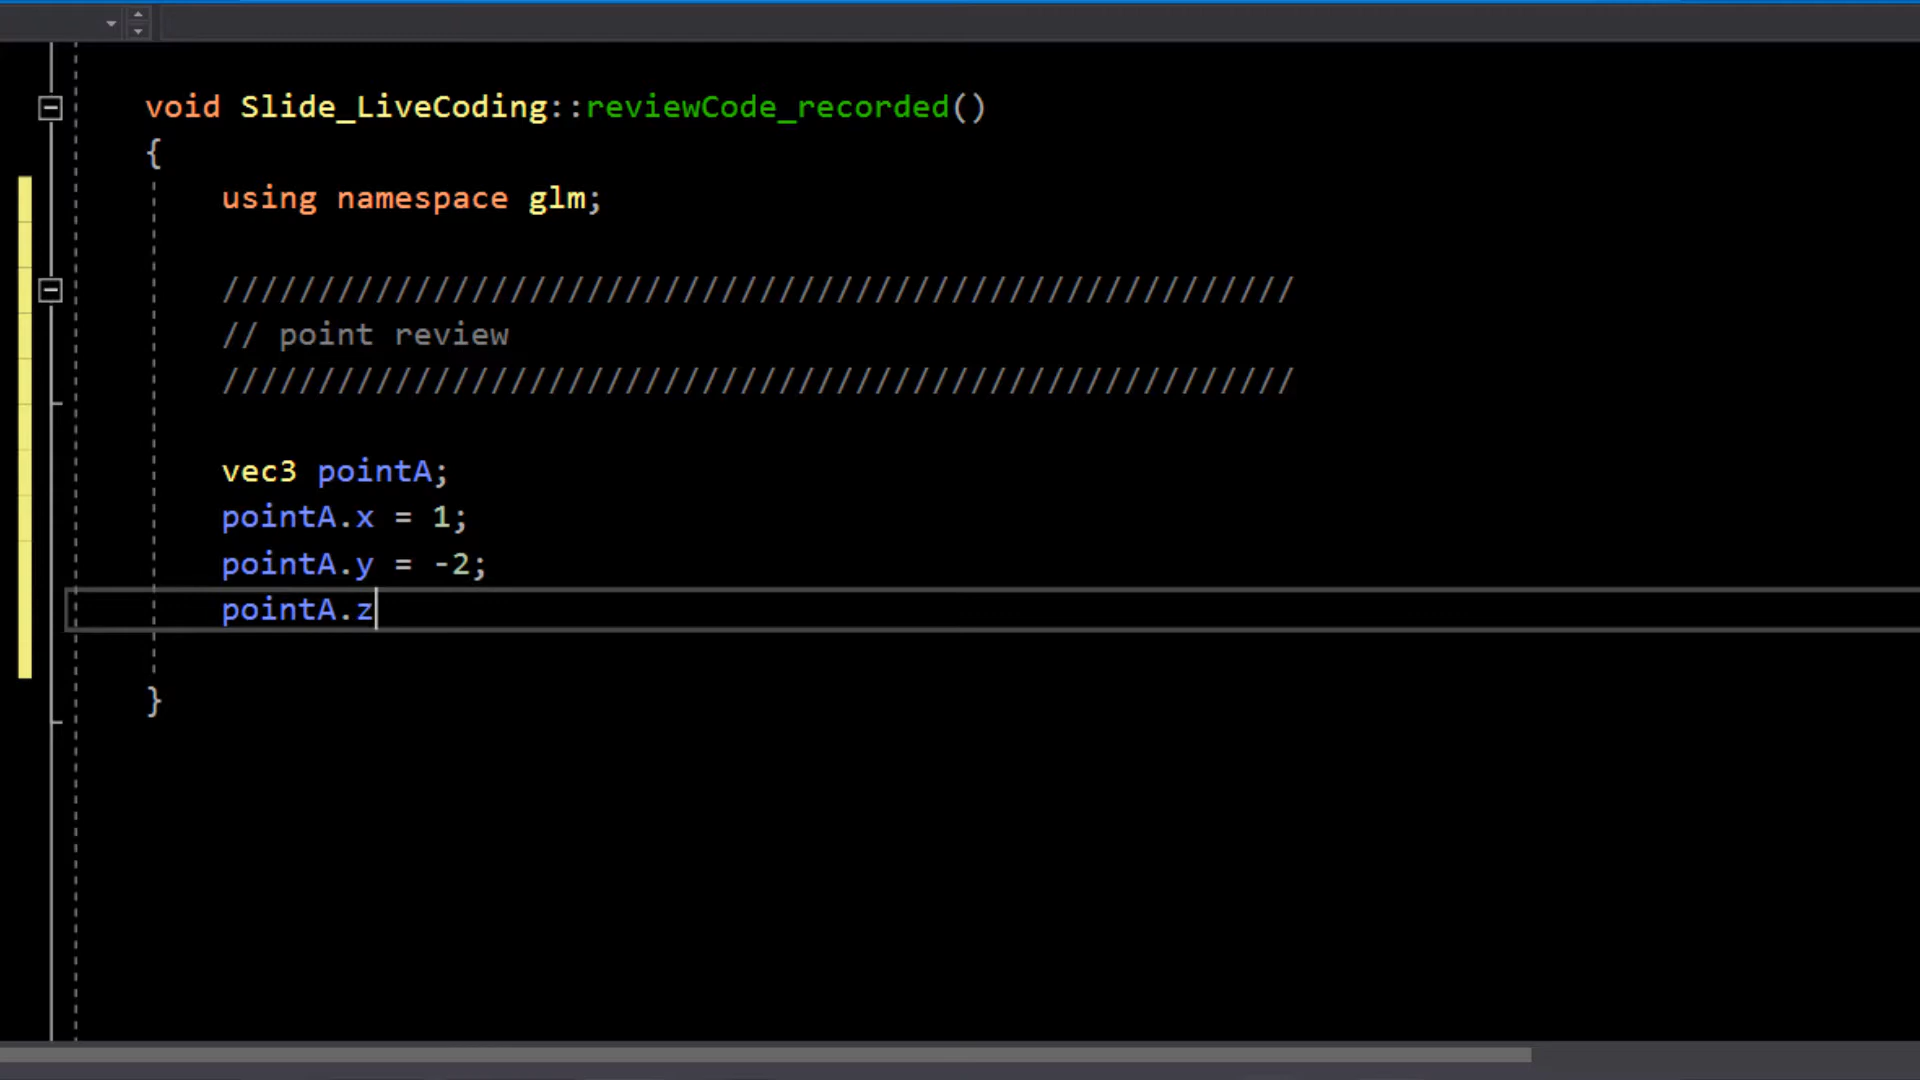 void Slide_LiveCoding::reviewCode_recorded()
{
using namespace glm;
////////////////////////////////////////////////////////
// point review
////////////////////////////////////////////////////////
vec3 pointA;
pointA.x = 1;
pointA.y = -2;
pointA.z
}